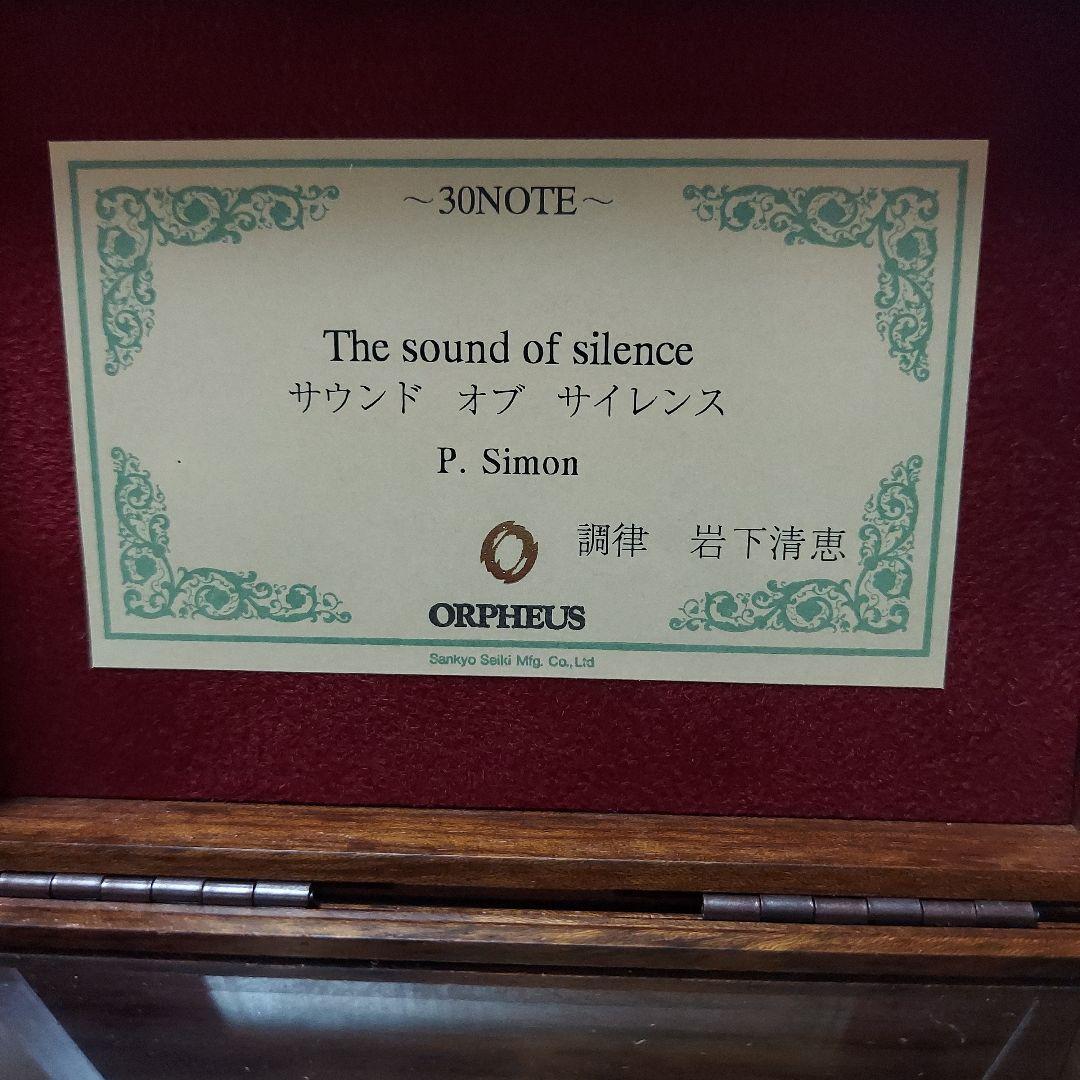 ～30NOTE～
The sound of silence
サウンド　オブ　サイレンス
P. Simon
調律　岩下清恵
ORPHEUS
Sankyo Seiki Mfg. Co.,Ltd